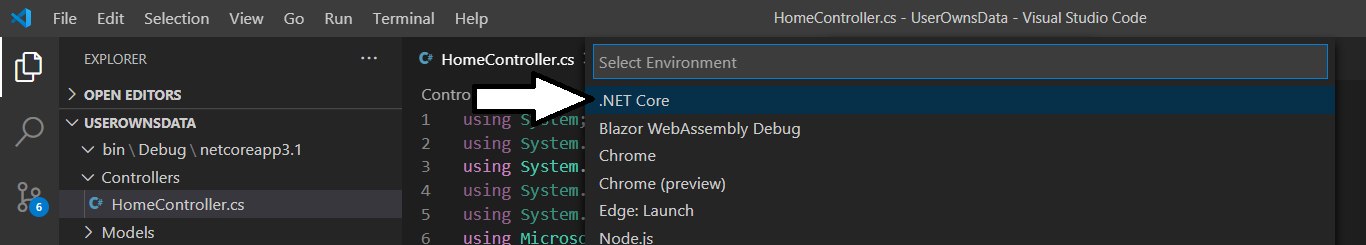 File Edit Selection View Go Run Terminal Help HomeController.cs - UserOwnsData - Visual Studio Code
EXPLORER
OPEN EDITORS
USEROWNSDATA
bin \ Debug \ netcoreapp3.1
Controllers
C# HomeController.cs
Models
6
C# HomeController.cs
1 using System;
2 using System.
3 using System.
4 using System.
5 using System.
6 using
Select Environment
.NET Core
Blazor WebAssembly Debug
Chrome
Chrome (preview)
Edge: Launch
Node.js